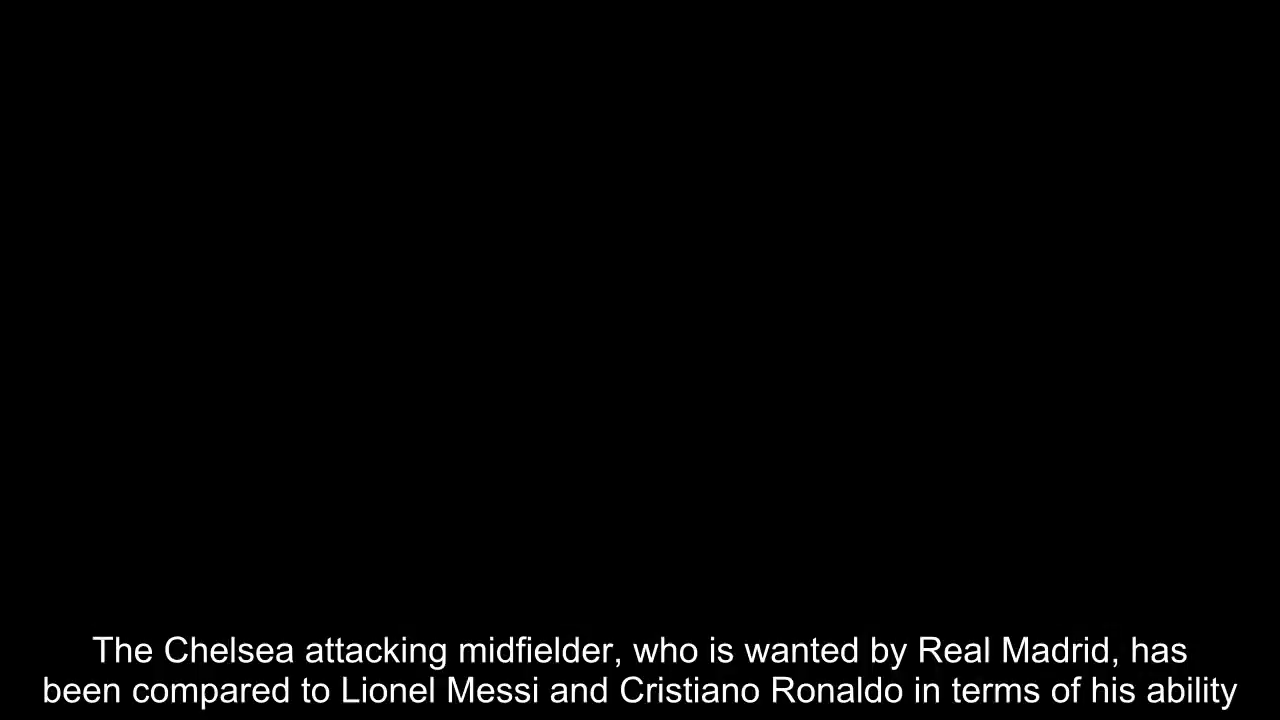 The Chelsea attacking midfielder, who is wanted by Real Madrid, has
been compared to Lionel Messi and Cristiano Ronaldo in terms of his ability